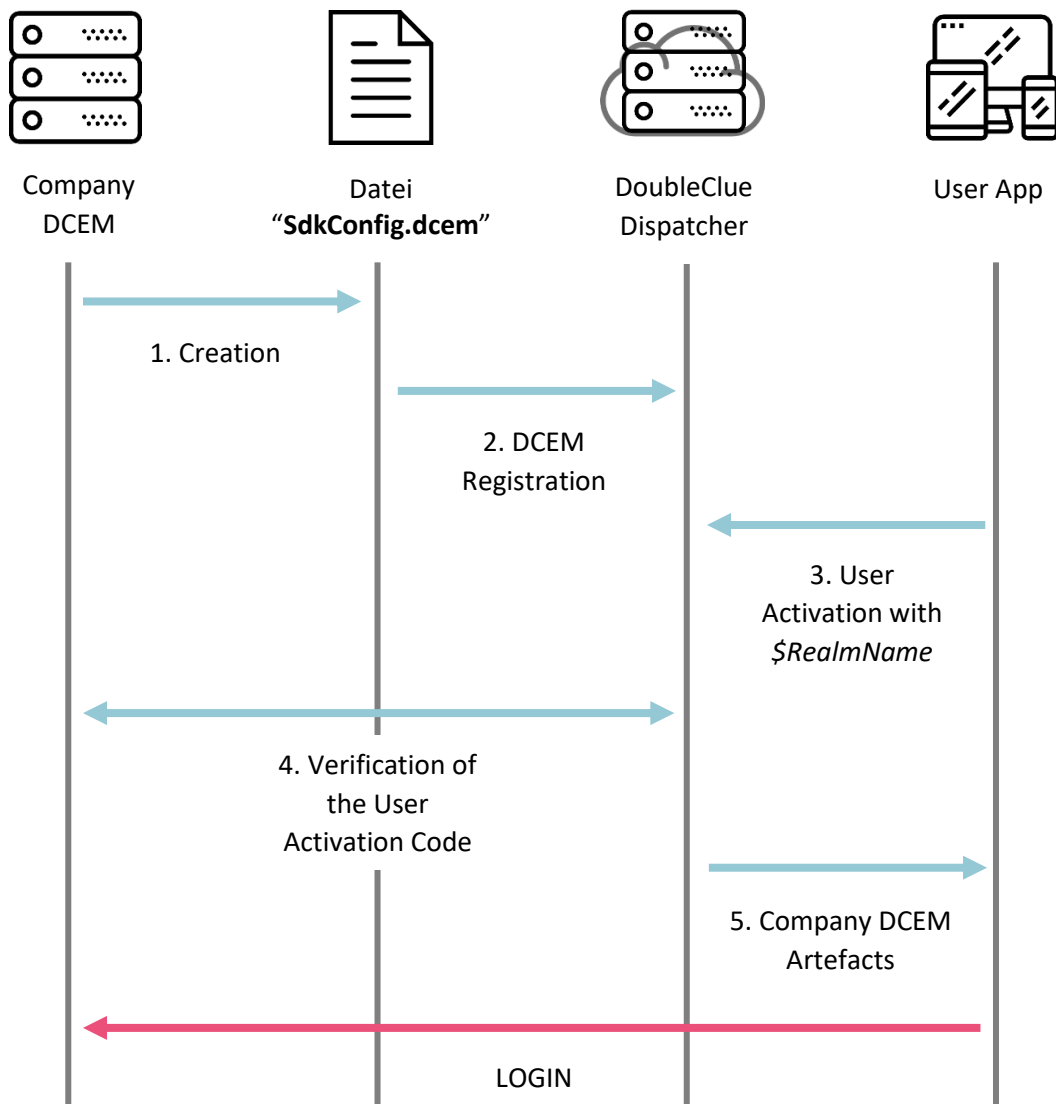 Company
DCEM
Datei
“SdkConfig.dcem”
DoubleClue
Dispatcher
User App
1. Creation
2. DCEM
Registration
3. User
Activation with
$RealmName
4. Verification of
the User
Activation Code
5. Company DCEM
Artefacts
LOGIN